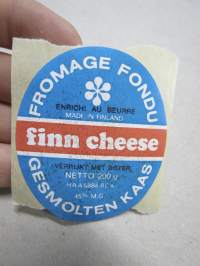 FROMAGE FONDU
ENRICHI AU BEURRE
MADE IN FINLAND
finn cheese
VERRIJKT MET BOTER
NETTO 200 g
45% M.G.
GESMOLTEN KAAS